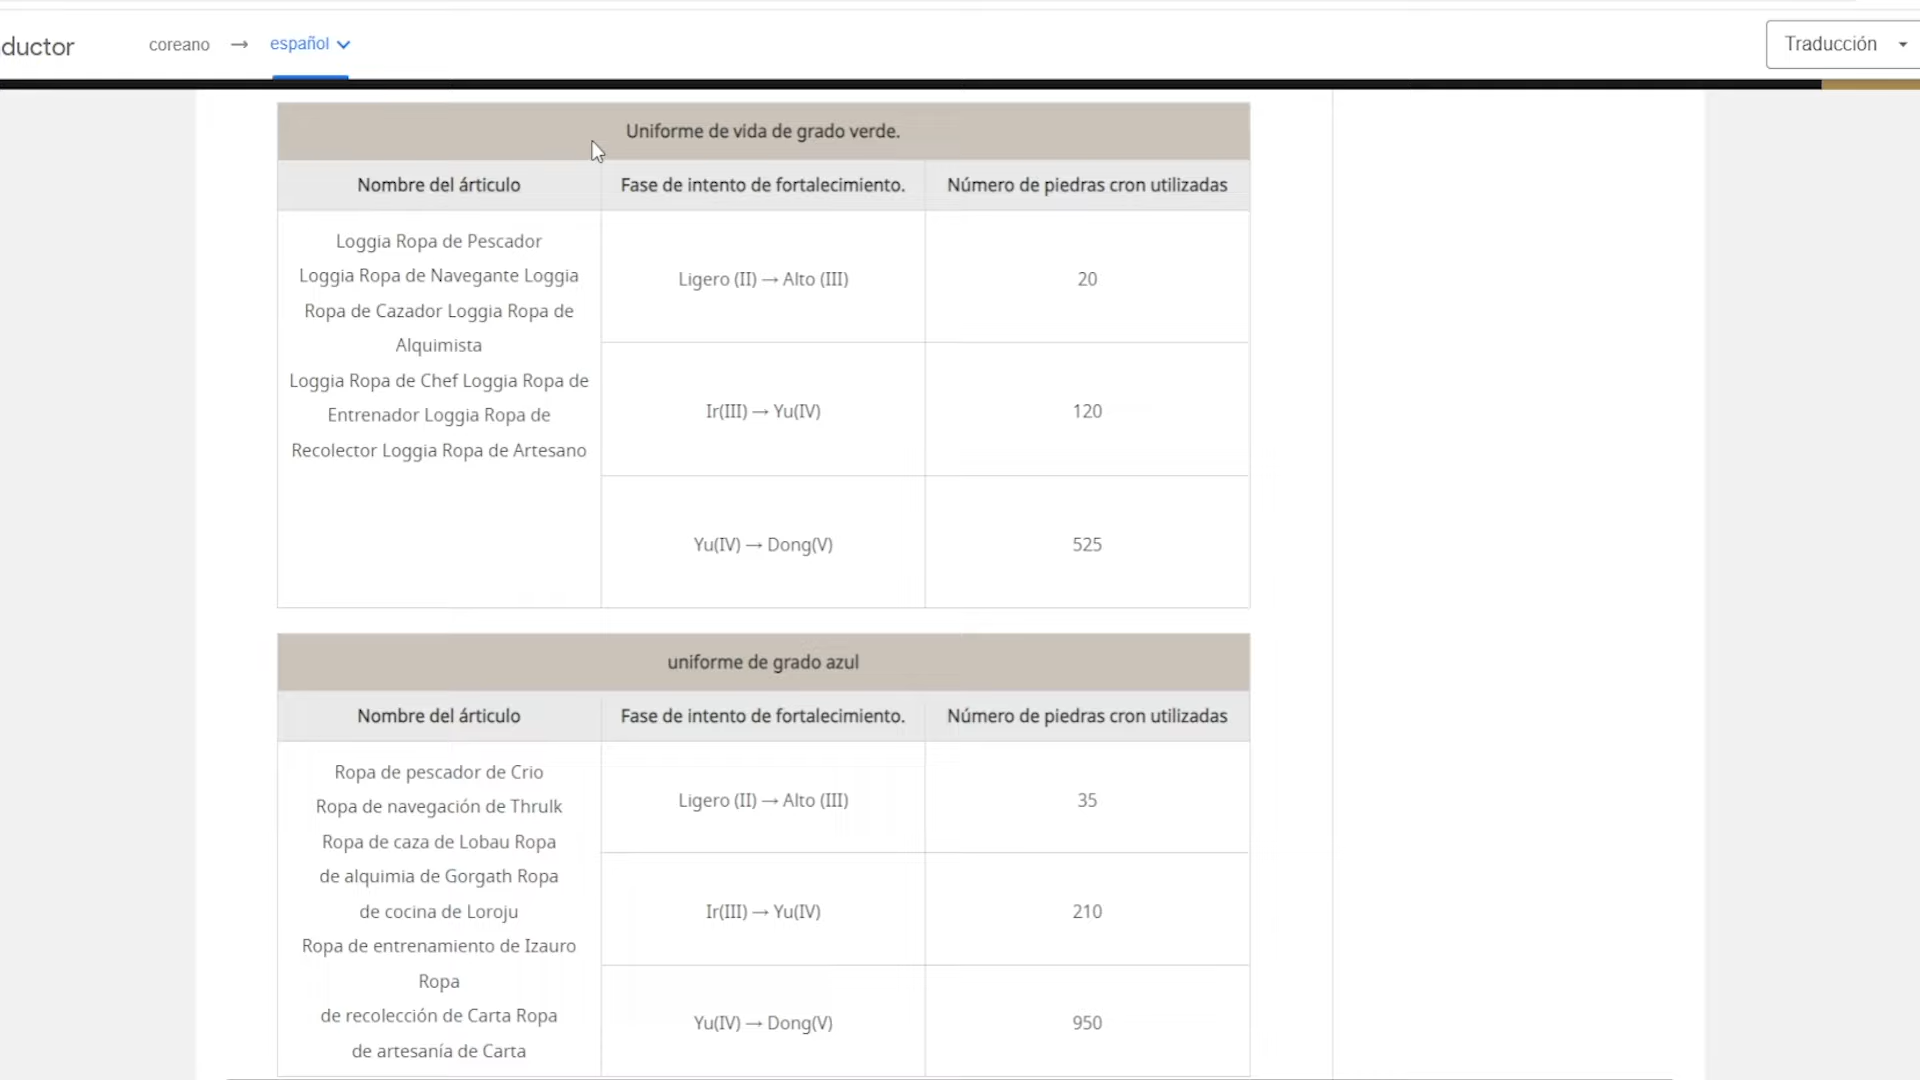 ductor
coreano → español
Traducción
Uniforme de vida de grado verde.
Nombre del árticulo
Fase de intento de fortalecimiento.
Número de piedras cron utilizadas
Loggia Ropa de Pescador
Loggia Ropa de Navegante Loggia
Ropa de Cazador Loggia Ropa de
Alquimista
Loggia Ropa de Chef Loggia Ropa de
Entrenador Loggia Ropa de
Recolector Loggia Ropa de Artesano
Ligero (II) → Alto (III)
20
Ir(III) → Yu(IV)
120
Yu(IV) → Dong(V)
525
uniforme de grado azul
Nombre del árticulo
Fase de intento de fortalecimiento.
Número de piedras cron utilizadas
Ropa de pescador de Crio
Ropa de navegación de Thrulk
Ropa de caza de Lobau Ropa
de alquimia de Gorgath Ropa
de cocina de Loroju
Ropa de entrenamiento de Izauro
Ropa
de recolección de Carta Ropa
de artesanía de Carta
Ligero (II) → Alto (III)
35
Ir(III) → Yu(IV)
210
Yu(IV) → Dong(V)
950